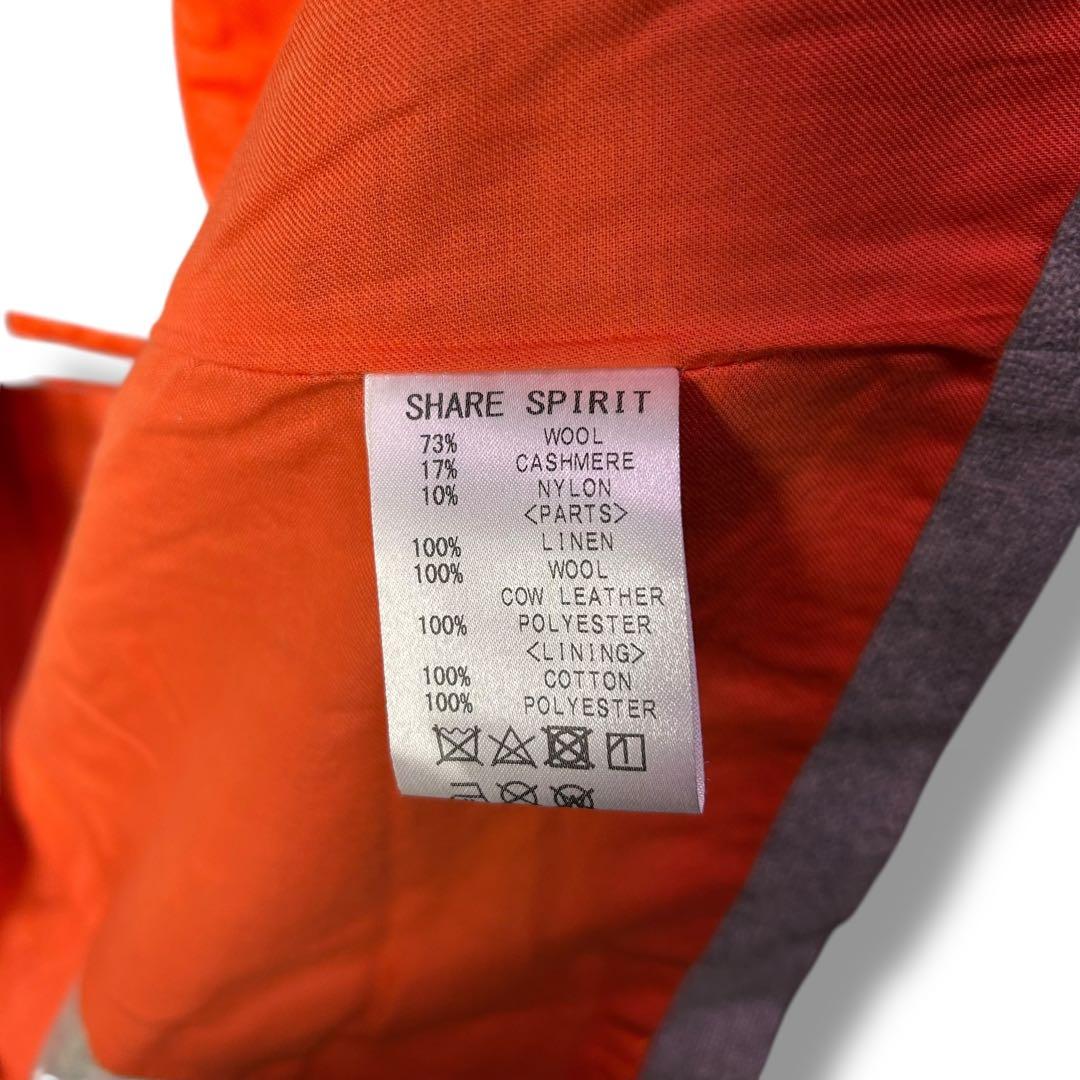 SHARE SPIRIT
73% WOOL
17% CASHMERE
10% NYLON
<PARTS>
100% LINEN
100% WOOL
COW LEATHER
100% POLYESTER
<LINING>
100% COTTON
100% POLYESTER